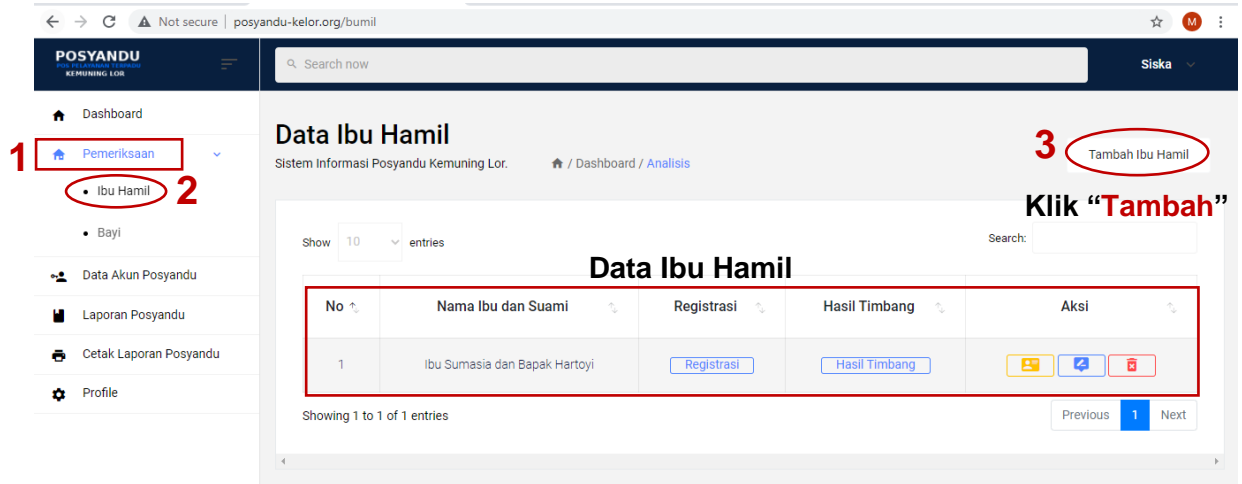 Not secure | posyandu-kelor.org/bumil
M
POSYANDU
POS PELAYANAN TERPADU
KEMUNING LOR
Search now
Siska
Dashboard
1
Pemeriksaan
Ibu Hamil
2
Bayi
Data Akun Posyandu
Laporan Posyandu
Cetak Laporan Posyandu
Profile
Data Ibu Hamil
Sistem Informasi Posyandu Kemuning Lor.
/ Dashboard / Analisis
3
Tambah Ibu Hamil
Klik “Tambah”
Show 10 entries
Search:
Data Ibu Hamil
No Nama Ibu dan Suami Registrasi Hasil Timbang Aksi
1 Ibu Sumasia dan Bapak Hartoyi Registrasi Hasil Timbang
Showing 1 to 1 of 1 entries
Previous 1 Next